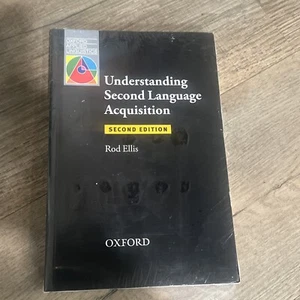 Understanding
Second Language
Acquisition
SECOND EDITION
Rod Ellis
OXFORD